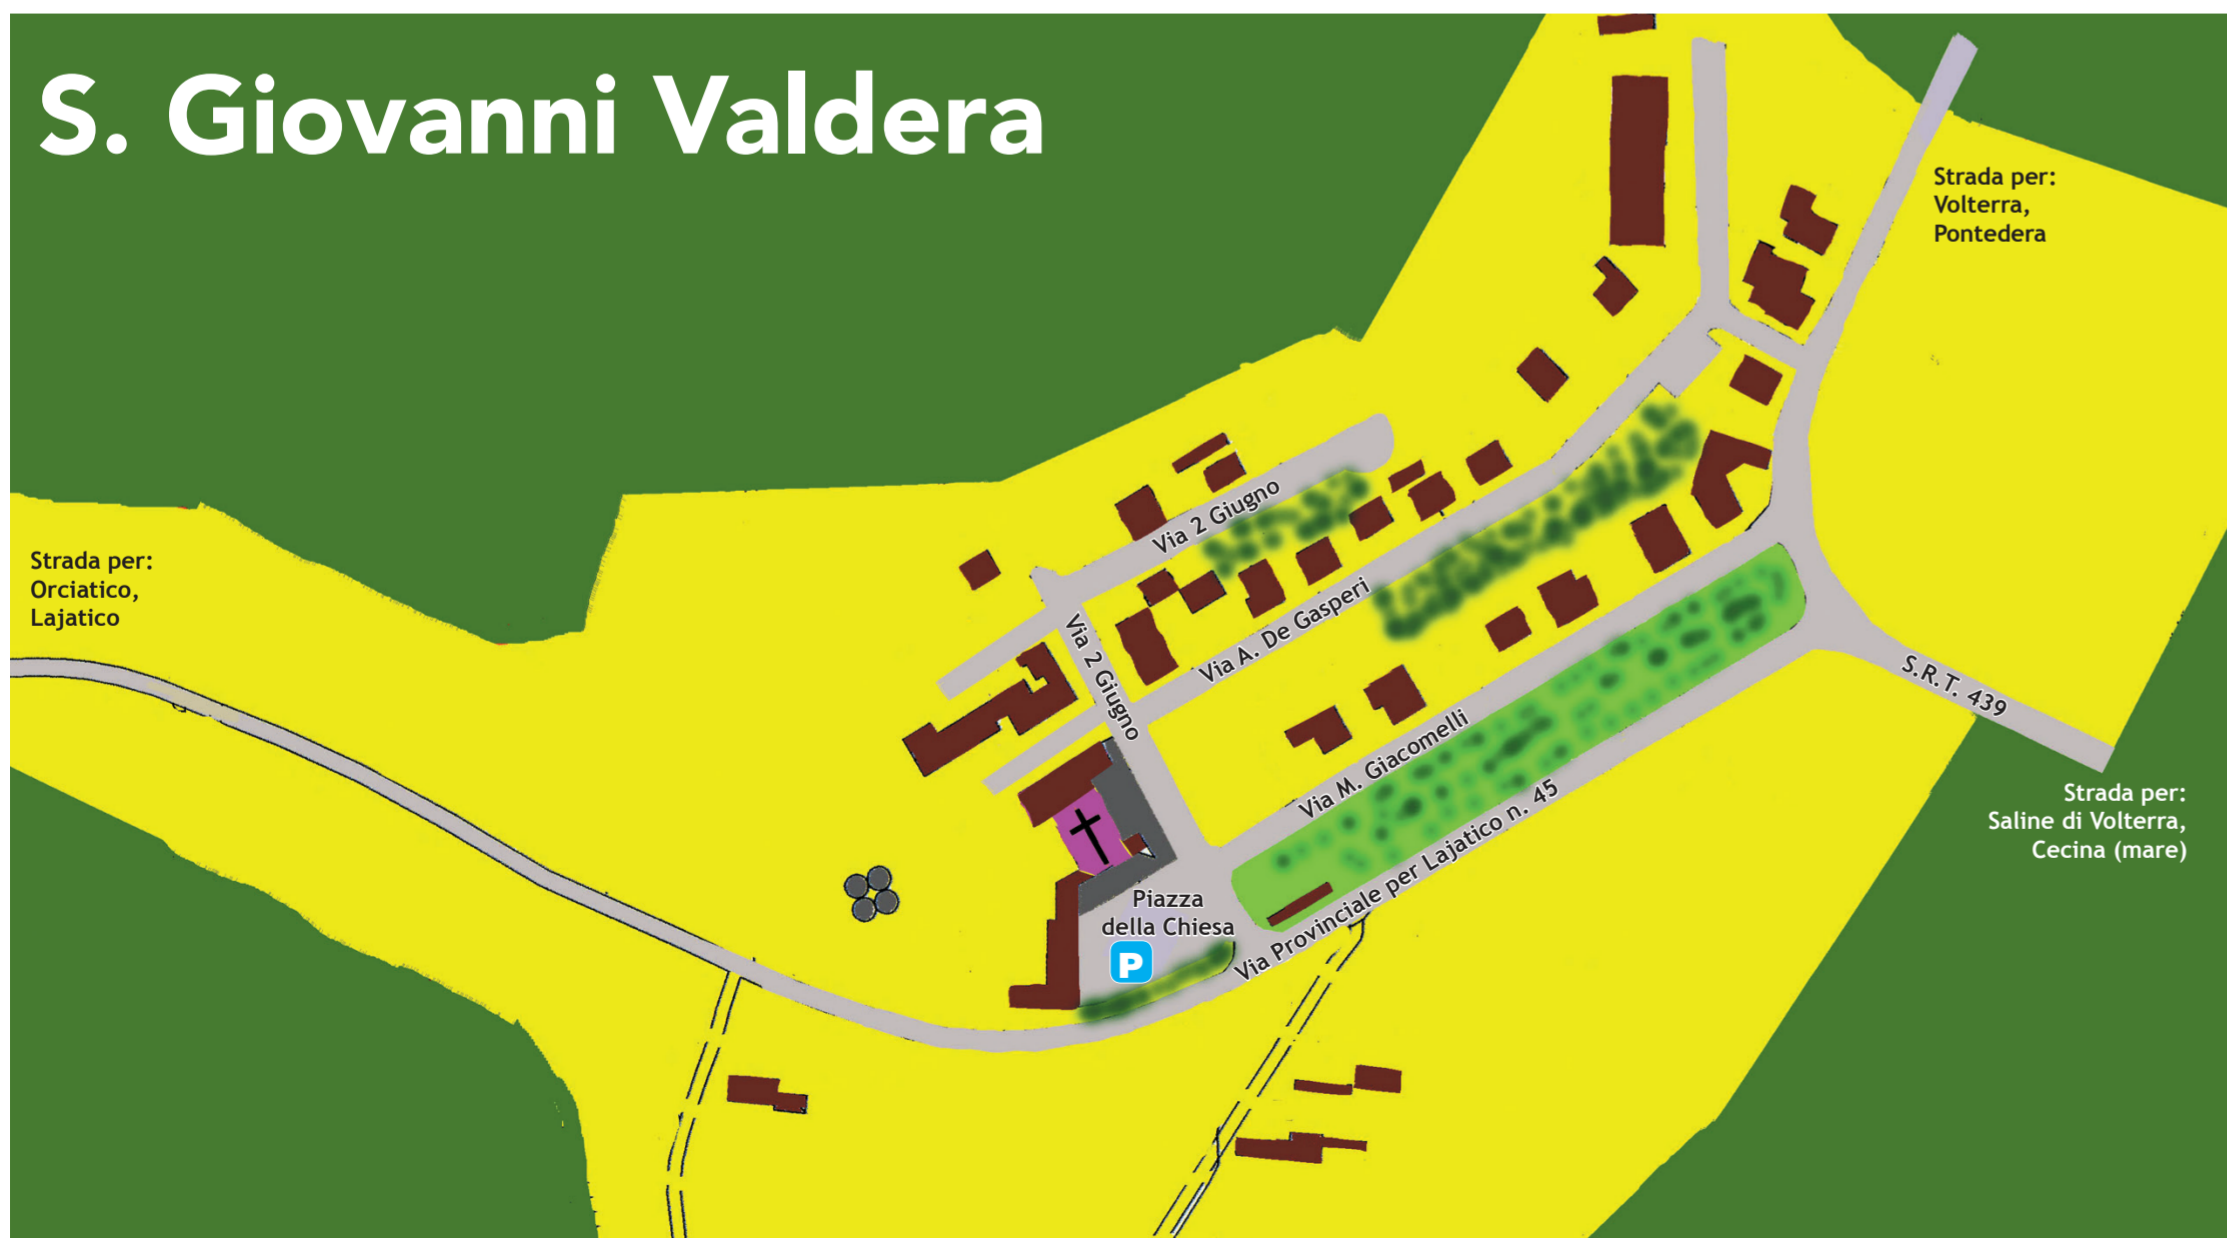 S. Giovanni Valdera
Strada per:
Volterra,
Pontedera
Strada per:
Orciatico,
Lajatico
Via 2 Giugno
Via 2 Giugno
Via A. De Gasperi
Via M. Giacomelli
S.R.T. 439
Via Provinciale per Lajatico n. 45
Strada per:
Saline di Volterra,
Cecina (mare)
Piazza
della Chiesa
P